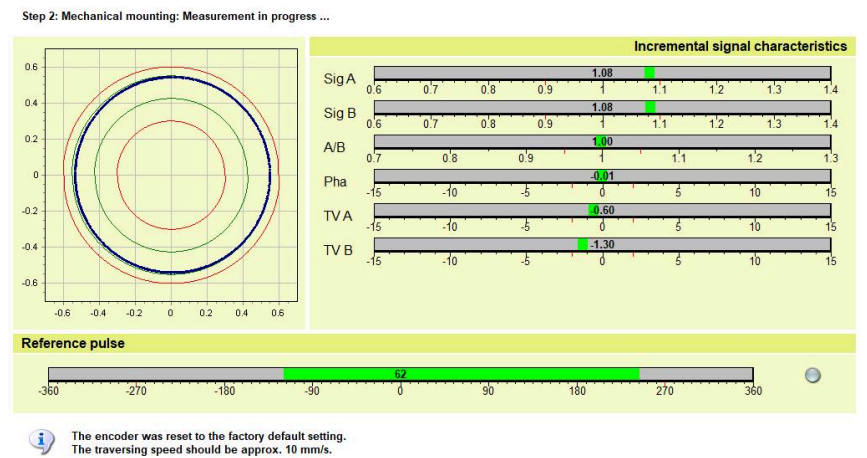 Step 2: Mechanical mounting: Measurement in progress ...
Incremental signal characteristics
0.6
0.4
0.2
0
-0.2
-0.4
-0.6
-0.6 -0.4 -0.2 0 0.2 0.4 0.6
Sig A 1.08
0.6 0.7 0.8 0.9 1 1.1 1.2 1.3 1.4
Sig B 1.08
0.6 0.7 0.8 0.9 1 1.1 1.2 1.3 1.4
A/B 1.00
0.7 0.8 0.9 1 1.1 1.2 1.3
Pha -0.01
-15 -10 -5 0 5 10 15
TV A -0.60
-15 -10 -5 0 5 10 15
TV B -1.30
-15 -10 -5 0 5 10 15
Reference pulse
62
-360 -270 -180 -90 0 90 180 270 360
The encoder was reset to the factory default setting.
The traversing speed should be approx. 10 mm/s.